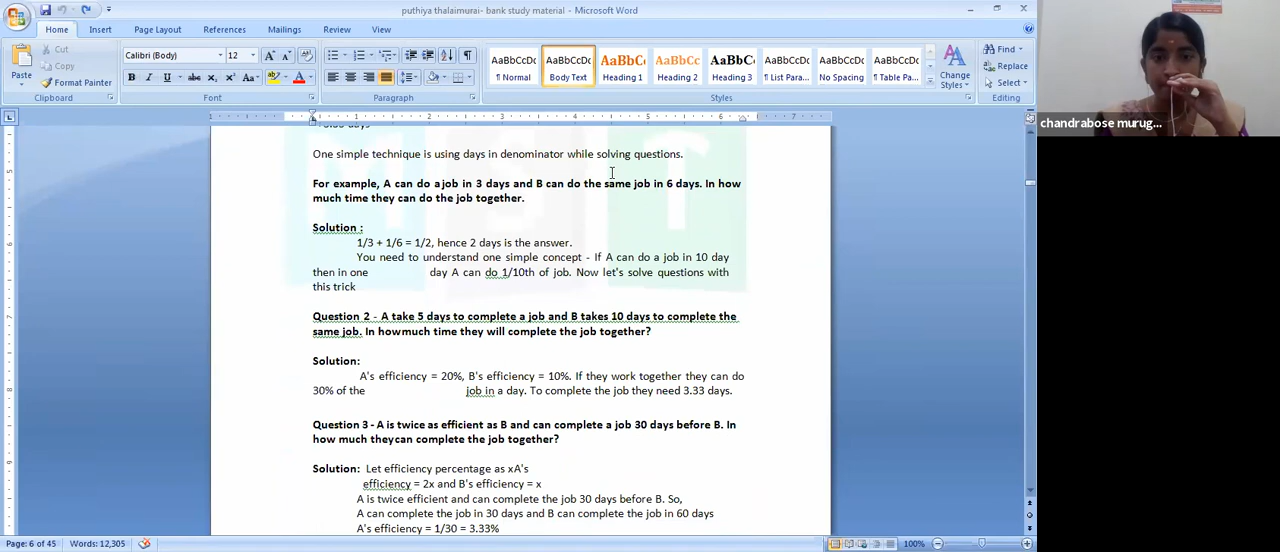 puthiya thalaimurai- bank study material - Microsoft Word
Home Insert Page Layout References Mailings Review View
Cut
Copy
Format Painter
Paste
Clipboard
Calibri (Body) 12
Font
Paragraph
AaBbCcDc AaBbCcDc AaBbC AaBbCc AaBbCc AaBbCcDc AaBbCcDc AaBbCcDc
¶ Normal Body Text Heading 1 Heading 2 Heading 3 ¶ List Para... No Spacing ¶ Table Pa...
Change Styles
Styles
Find
Replace
Select
Editing
chandrabose murug...
One simple technique is using days in denominator while solving questions.
For example, A can do a job in 3 days and B can do the same job in 6 days. In how
much time they can do the job together.
Solution :
1/3 + 1/6 = 1/2, hence 2 days is the answer.
You need to understand one simple concept - If A can do a job in 10 day
then in one day A can do 1/10th of job. Now let's solve questions with
this trick
Question 2 - A take 5 days to complete a job and B takes 10 days to complete the
same job. In howmuch time they will complete the job together?
Solution:
A's efficiency = 20%, B's efficiency = 10%. If they work together they can do
30% of the job in a day. To complete the job they need 3.33 days.
Question 3 - A is twice as efficient as B and can complete a job 30 days before B. In
how much theycan complete the job together?
Solution: Let efficiency percentage as xA's
efficiency = 2x and B's efficiency = x
A is twice efficient and can complete the job 30 days before B. So,
A can complete the job in 30 days and B can complete the job in 60 days
A's efficiency = 1/30 = 3.33%
Page: 6 of 45 Words: 12,305 100%